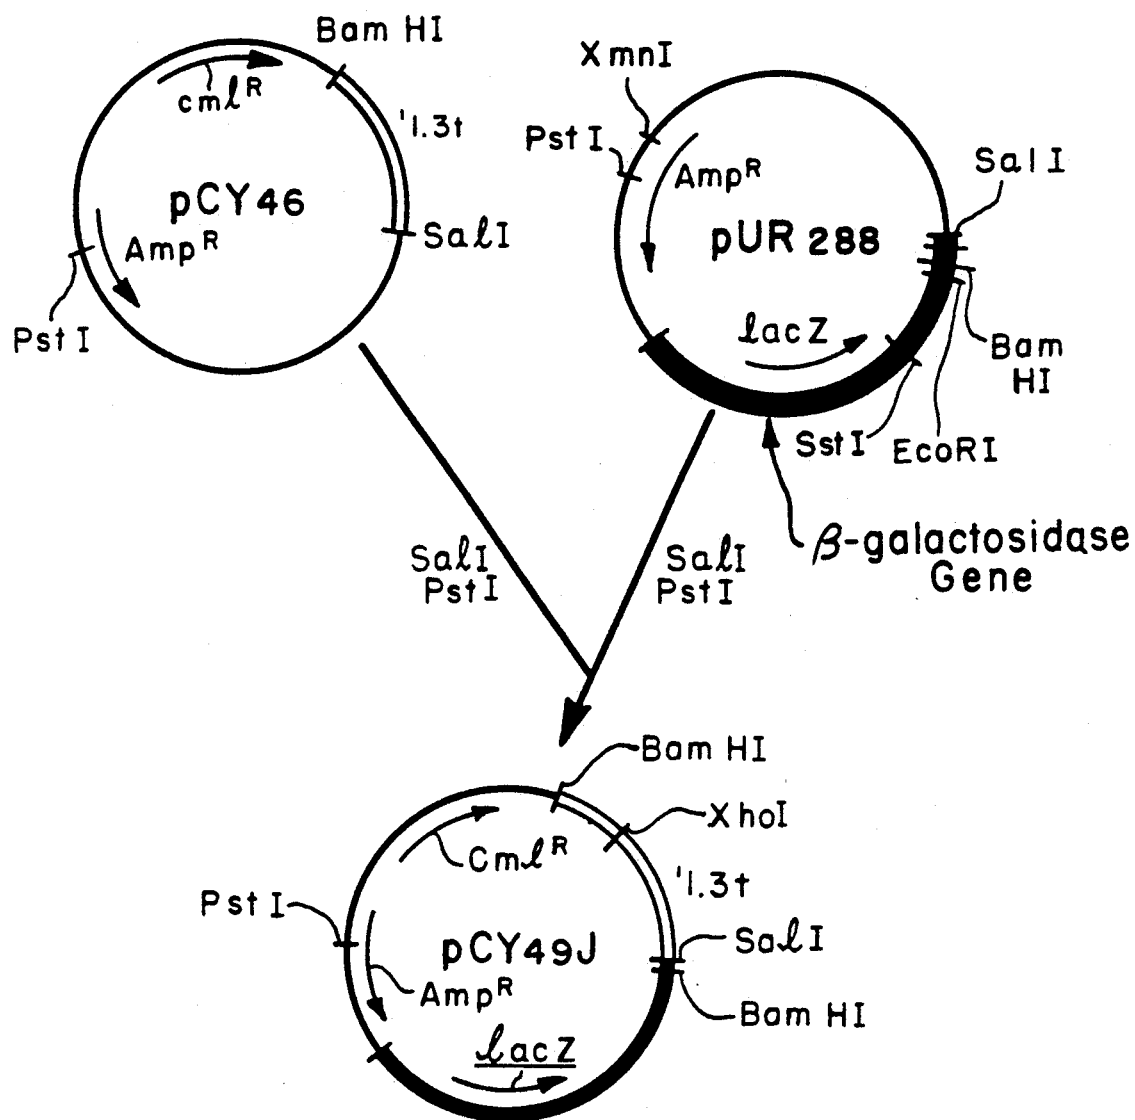 Bam HI
cmlR
'1.3t
pCY46
AmpR
SalI
Pst I
XmnI
Pst I
AmpR
SalI
pUR 288
lacZ
Bam
HI
SstI
EcoRI
β-galactosidase
Gene
SalI
PstI
SalI
PstI
Bam HI
XhoI
CmlR
'1.3t
Pst I
pCY49J
SalI
AmpR
Bam HI
lacZ